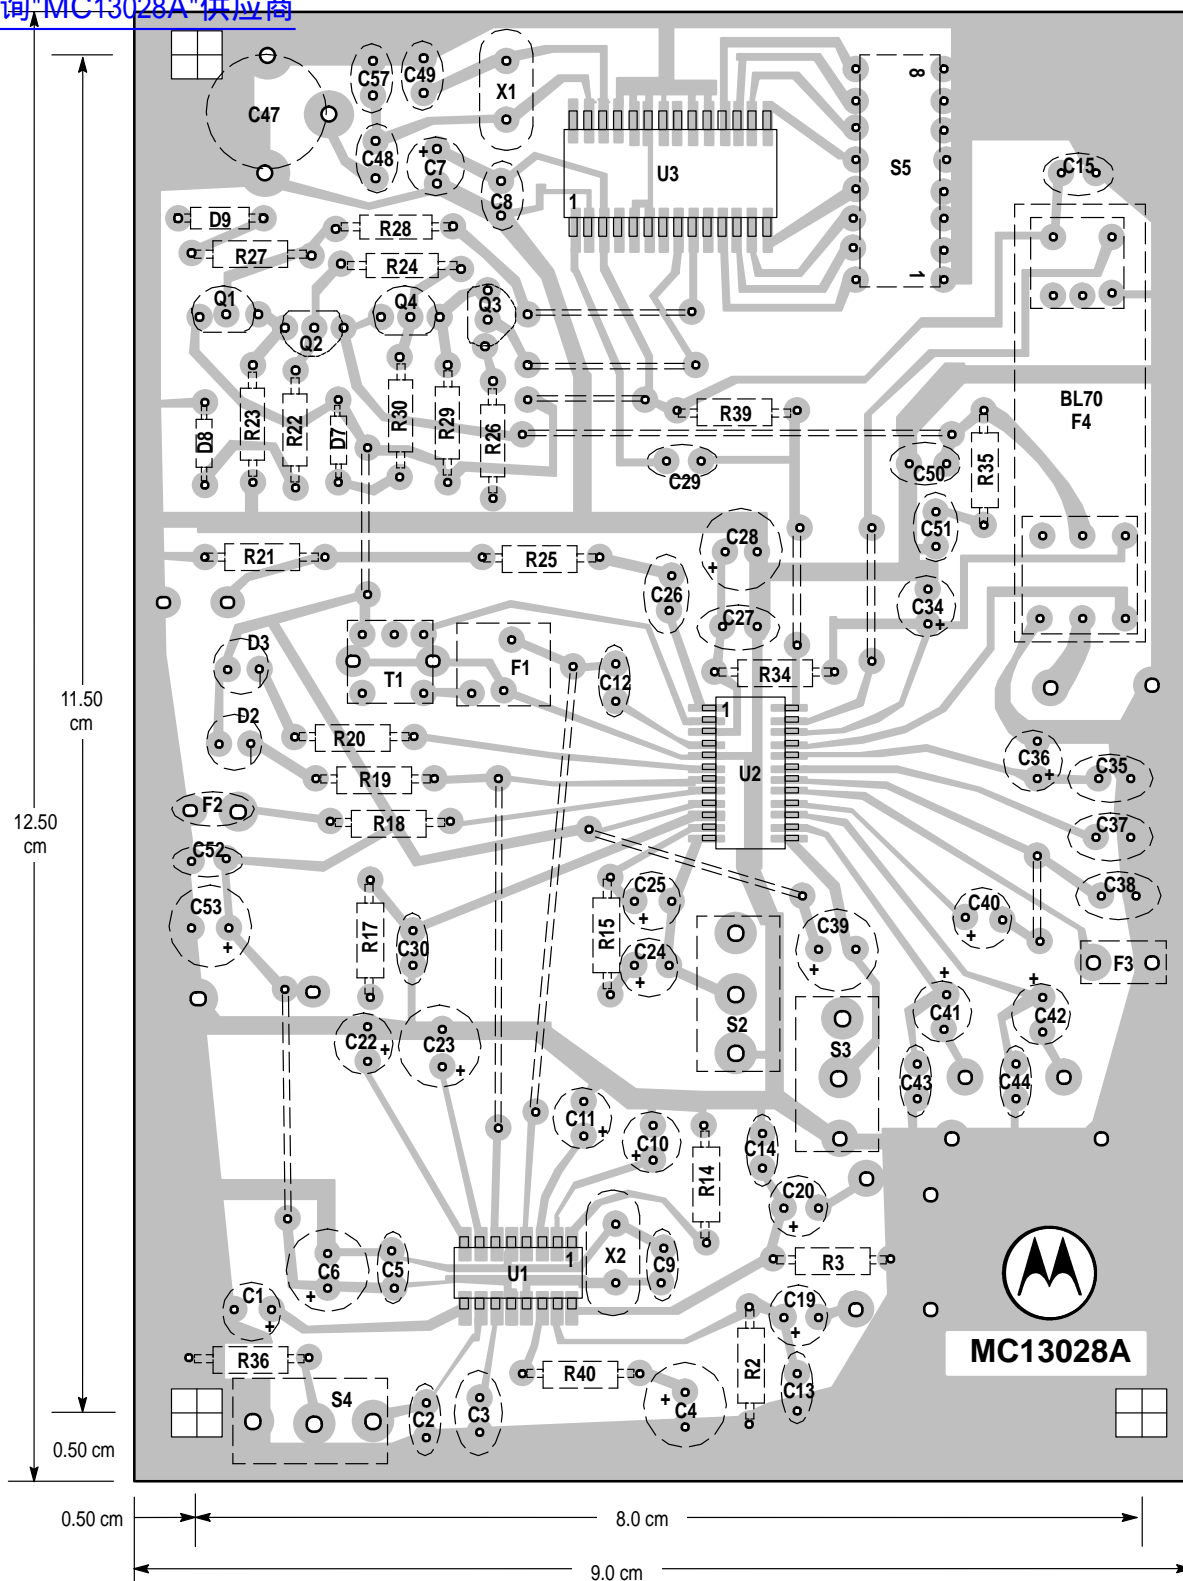 询"MC13028A"供应商
C57
C49
X1
C47
8
C48
C7
+
C8
U3
1
S5
C15
1
D9
R28
R27
R24
Q1
Q4
Q3
Q2
BL70
F4
D8
R23
R22
D7
R30
R29
R26
R39
R35
C29
C50
C51
R21
R25
C28
+
C26
C27
C34
+
D3
T1
F1
C12
R34
11.50
cm
D2
1
R20
U2
C36
+
C35
R19
F2
R18
12.50
cm
C37
C52
C53
+
C25
+
C38
C40
+
R17
C30
R15
C24
+
C39
+
F3
+
+
S2
S3
C41
C42
C22
+
C23
+
C43
C44
C11
+
C10
+
C14
R14
C20
+
R3
C6
+
C5
U1
1
X2
C9
C1
+
C19
+
R36
R40
R2
MC13028A
S4
C2
C3
+
C4
C13
0.50 cm
0.50 cm
8.0 cm
9.0 cm